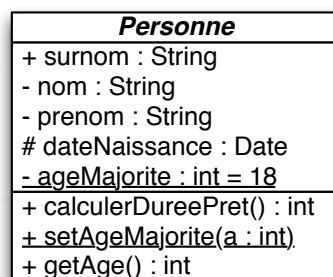 Personne
+ surnom : String
- nom : String
- prenom : String
# dateNaissance : Date
- ageMajorite : int = 18
+ calculerDureePret() : int
+ setAgeMajorite(a : int)
+ getAge() : int